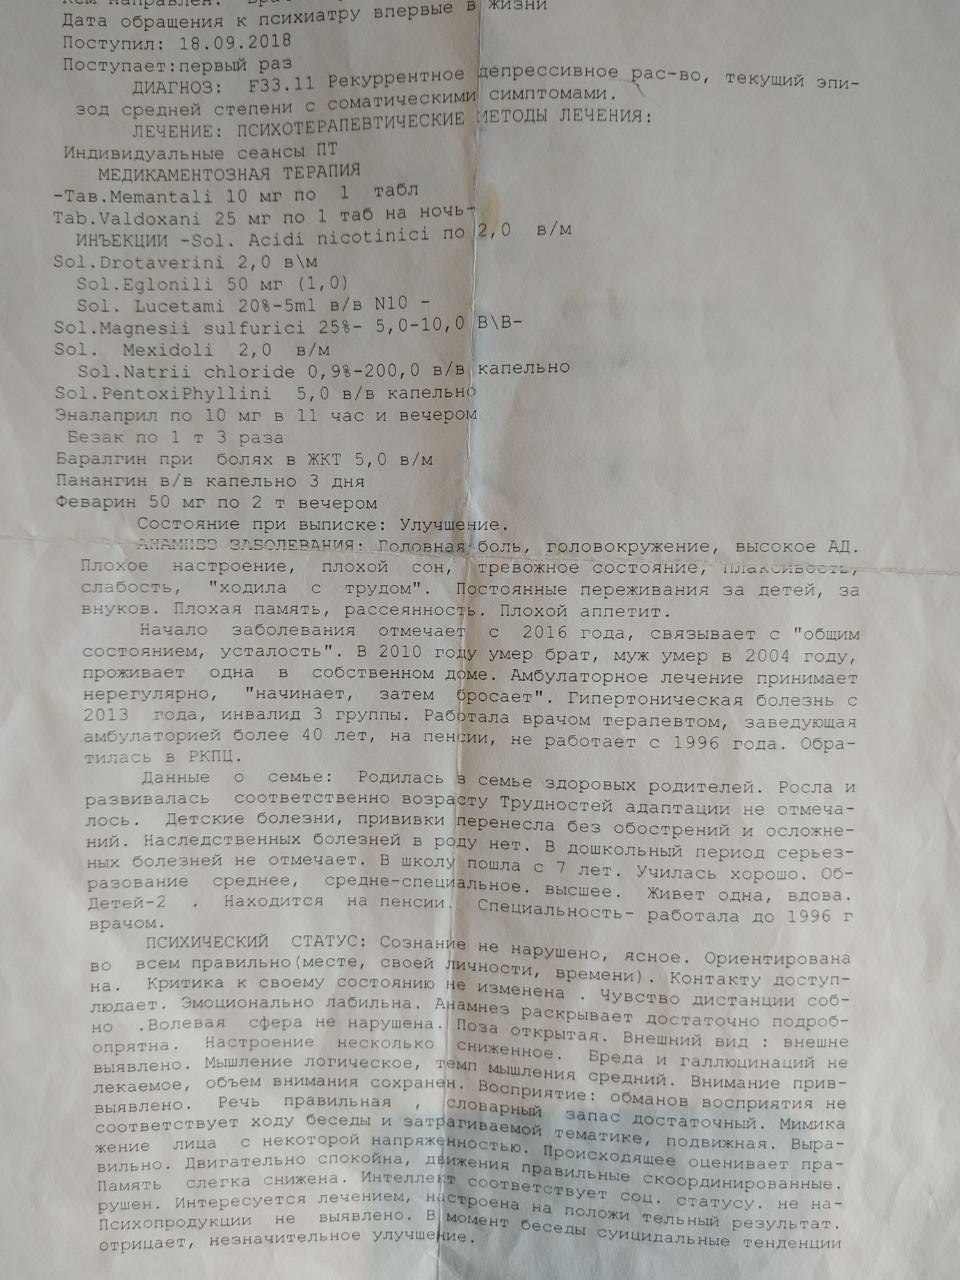 Дата обращения к психиатру впервые в жизни
Поступил: 18.09.2018
Поступает:первый раз
ДИАГНОЗ: F33.11 Рекуррентное депрессивное рас-во, текущий эпи-
зод средней степени с соматическими симптомами.
ЛЕЧЕНИЕ: ПСИХОТЕРАПЕВТИЧЕСКИЕ МЕТОДЫ ЛЕЧЕНИЯ:
Индивидуальные сеансы ПТ
МЕДИКАМЕНТОЗНАЯ ТЕРАПИЯ
-Тав.Memantali 10 мг по 1 табл
Tab.Valdoxani 25 мг по 1 таб на ночь-
ИНЪЕКЦИИ -Sol. Acidi nicotinici по 2,0 в/м
Sol.Drotaverini 2,0 в\м
Sol.Eglonili 50 мг (1,0)
Sol. Lucetami 20%-5ml в/в N10 -
Sol.Magnesii sulfurici 25%- 5,0-10,0 В\В-
Sol. Mexidoli 2,0 в/м
Sol.Natrii chloride 0,9%-200,0 в/в капельно
Sol.PentoxiPhyllini 5,0 в/в капельно
Эналаприл по 10 мг в 11 час и вечером
Безак по 1 т 3 раза
Баралгин при болях в ЖКТ 5,0 в/м
Панангин в/в капельно 3 дня
Феварин 50 мг по 2 т вечером
Состояние при выписке: Улучшение.
АНАМНЕЗ ЗАБОЛЕВАНИЯ: Головная боль, головокружение, высокое АД.
Плохое настроение, плохой сон, тревожное состояние, плаксивость,
слабость, "ходила с трудом". Постоянные переживания за детей, за
внуков. Плохая память, рассеянность. Плохой аппетит.
Начало заболевания отмечает с 2016 года, связывает с "общим
состоянием, усталость". В 2010 году умер брат, муж умер в 2004 году,
проживает одна в собственном доме. Амбулаторное лечение принимает
нерегулярно, "начинает, затем бросает". Гипертоническая болезнь с
2013 года, инвалид 3 группы. Работала врачом терапевтом, заведующая
амбулаторией более 40 лет, на пенсии, не работает с 1996 года. Обра-
тилась в РКПЦ.
Данные о семье: Родилась в семье здоровых родителей. Росла и
развивалась соответственно возрасту Трудностей адаптации не отмеча-
лось. Детские болезни, прививки перенесла без обострений и осложне-
ний. Наследственных болезней в роду нет. В дошкольный период серьез-
ных болезней не отмечает. В школу пошла с 7 лет. Училась хорошо. Об-
разование среднее, средне-специальное. высшее. Живет одна, вдова.
Детей-2 . Находится на пенсии. Специальность- работала до 1996 г
врачом.
ПСИХИЧЕСКИЙ СТАТУС: Сознание не нарушено, ясное. Ориентирована
во всем правильно(месте, своей личности, времени). Контакту доступ-
на. Критика к своему состоянию не изменена . Чувство дистанции соб-
людает. Эмоционально лабильна. Анамнез раскрывает достаточно подроб-
но .Волевая сфера не нарушена. Поза открытая. Внешний вид : внешне
опрятна. Настроение несколько сниженное. Бреда и галлюцинаций не
выявлено. Мышление логическое, темп мышления средний. Внимание прив-
лекаемое, объем внимания сохранен. Восприятие: обманов восприятия не
выявлено. Речь правильная , словарный запас достаточный. Мимика
соответствует ходу беседы и затрагиваемой тематике, подвижная. Выра-
жение лица с некоторой напряженностью. Происходящее оценивает пра-
вильно. Двигательно спокойна, движения правильные скоординированные.
Память слегка снижена. Интеллект соответствует соц. статусу. не на-
рушен. Интересуется лечением, настроена на положи тельный результат.
Психопродукции не выявлено. В момент беседы суицидальные тенденции
отрицает, незначительное улучшение.